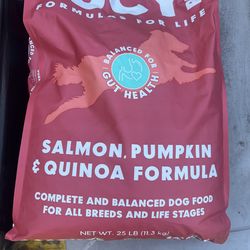 FORMULAS FOR LIFE
BALANCED FOR
GUT HEALTH
SALMON, PUMPKIN
& QUINOA FORMULA
COMPLETE AND BALANCED DOG FOOD
FOR ALL BREEDS AND LIFE STAGES
NET WT. 25 LB (11.3 kg)